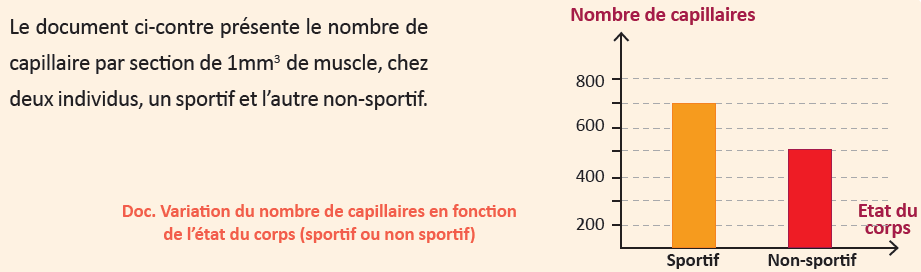 Le document ci-contre présente le nombre de
capillaire par section de 1mm³ de muscle, chez
deux individus, un sportif et l’autre non-sportif.
Doc. Variation du nombre de capillaires en fonction
de l’état du corps (sportif ou non sportif)
Nombre de capillaires
800
600
400
200
Etat du
corps
Sportif
Non-sportif